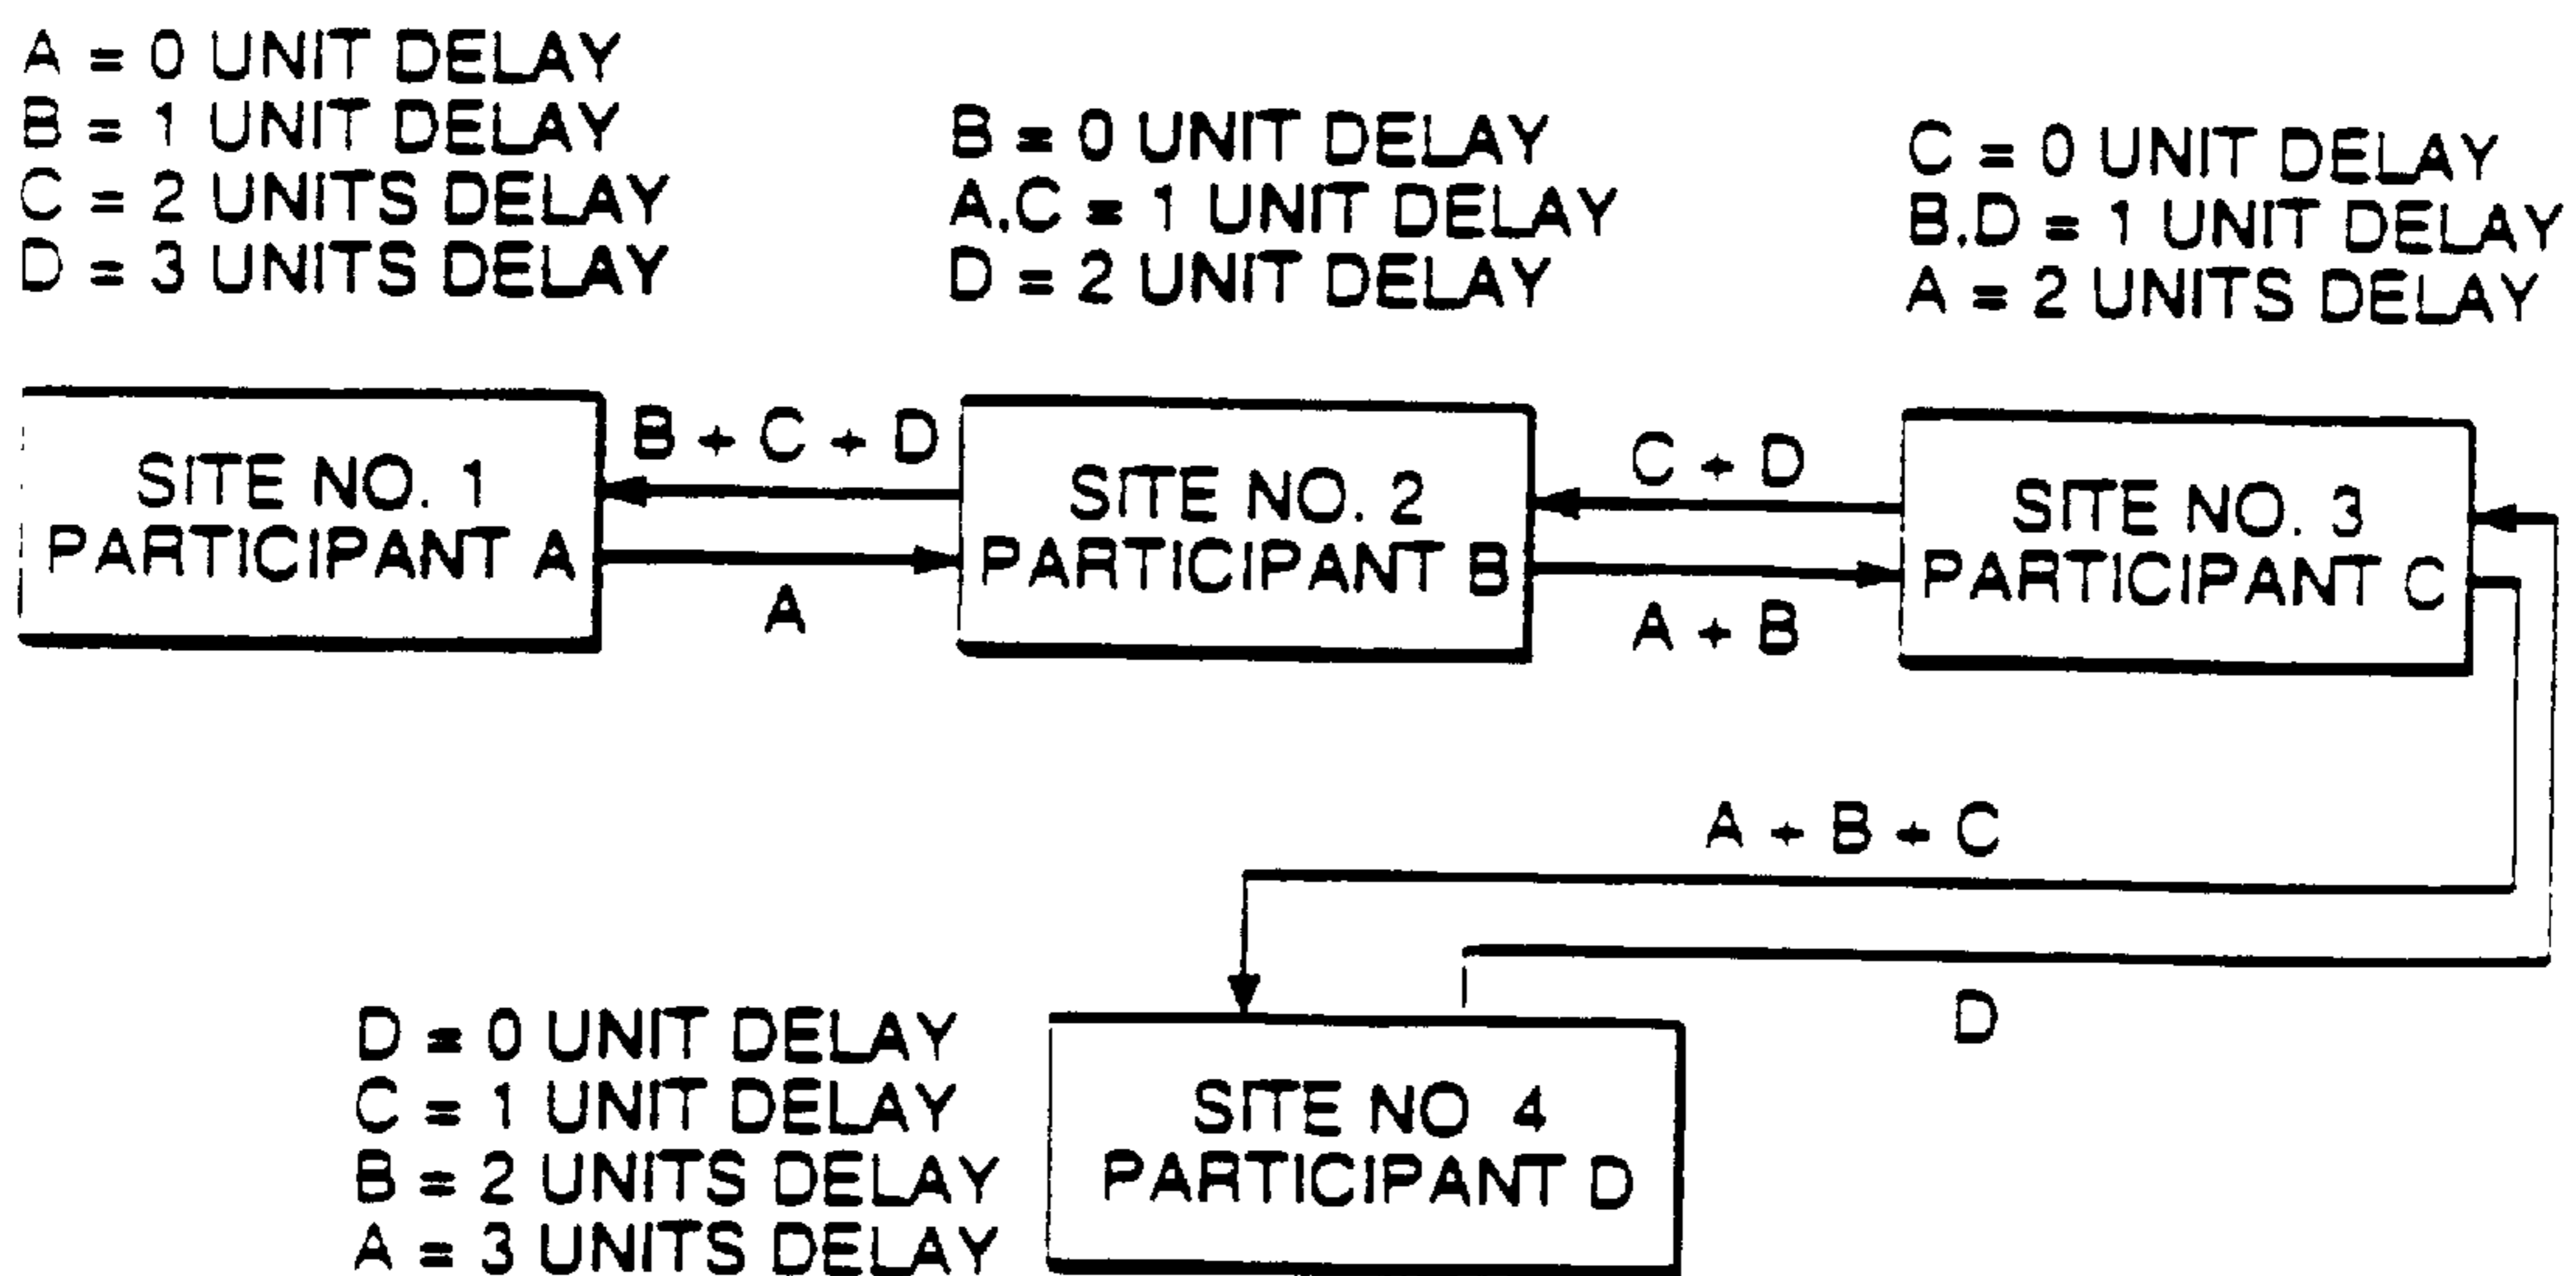 A = 0 UNIT DELAY
B = 1 UNIT DELAY
C = 2 UNITS DELAY
D = 3 UNITS DELAY
B = 0 UNIT DELAY
A.C = 1 UNIT DELAY
D = 2 UNIT DELAY
C = 0 UNIT DELAY
B.D = 1 UNIT DELAY
A = 2 UNITS DELAY
SITE NO. 1
PARTICIPANT A
B + C + D
A
SITE NO. 2
PARTICIPANT B
C + D
A + B
SITE NO. 3
PARTICIPANT C
A + B + C
D
D = 0 UNIT DELAY
C = 1 UNIT DELAY
B = 2 UNITS DELAY
A = 3 UNITS DELAY
SITE NO 4
PARTICIPANT D